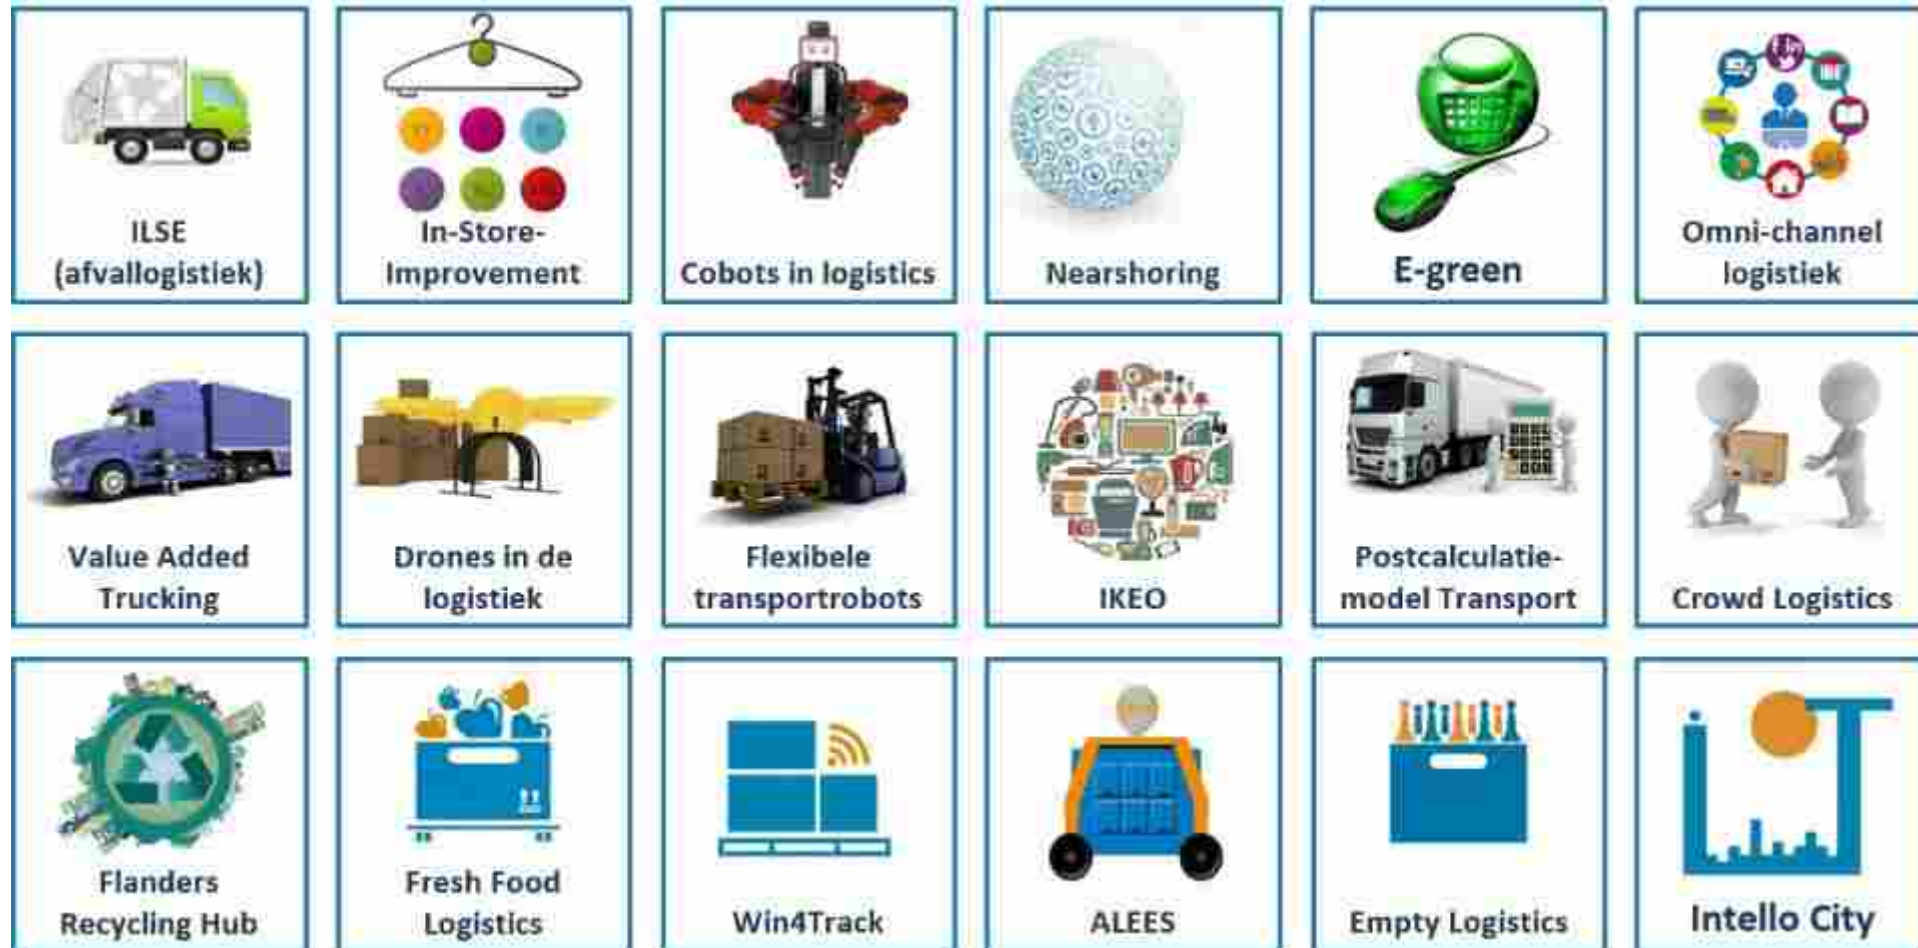 ILSE
(afvallogistiek)
In-Store-
Improvement
Cobots in logistics
Nearshoring
E-green
Omni-channel
logistiek
Value Added
Trucking
Drones in de
logistiek
Flexibele
transportrobots
IKEO
Postcalculatie-
model Transport
Crowd Logistics
Flanders
Recycling Hub
Fresh Food
Logistics
Win4Track
ALEES
Empty Logistics
Intello City